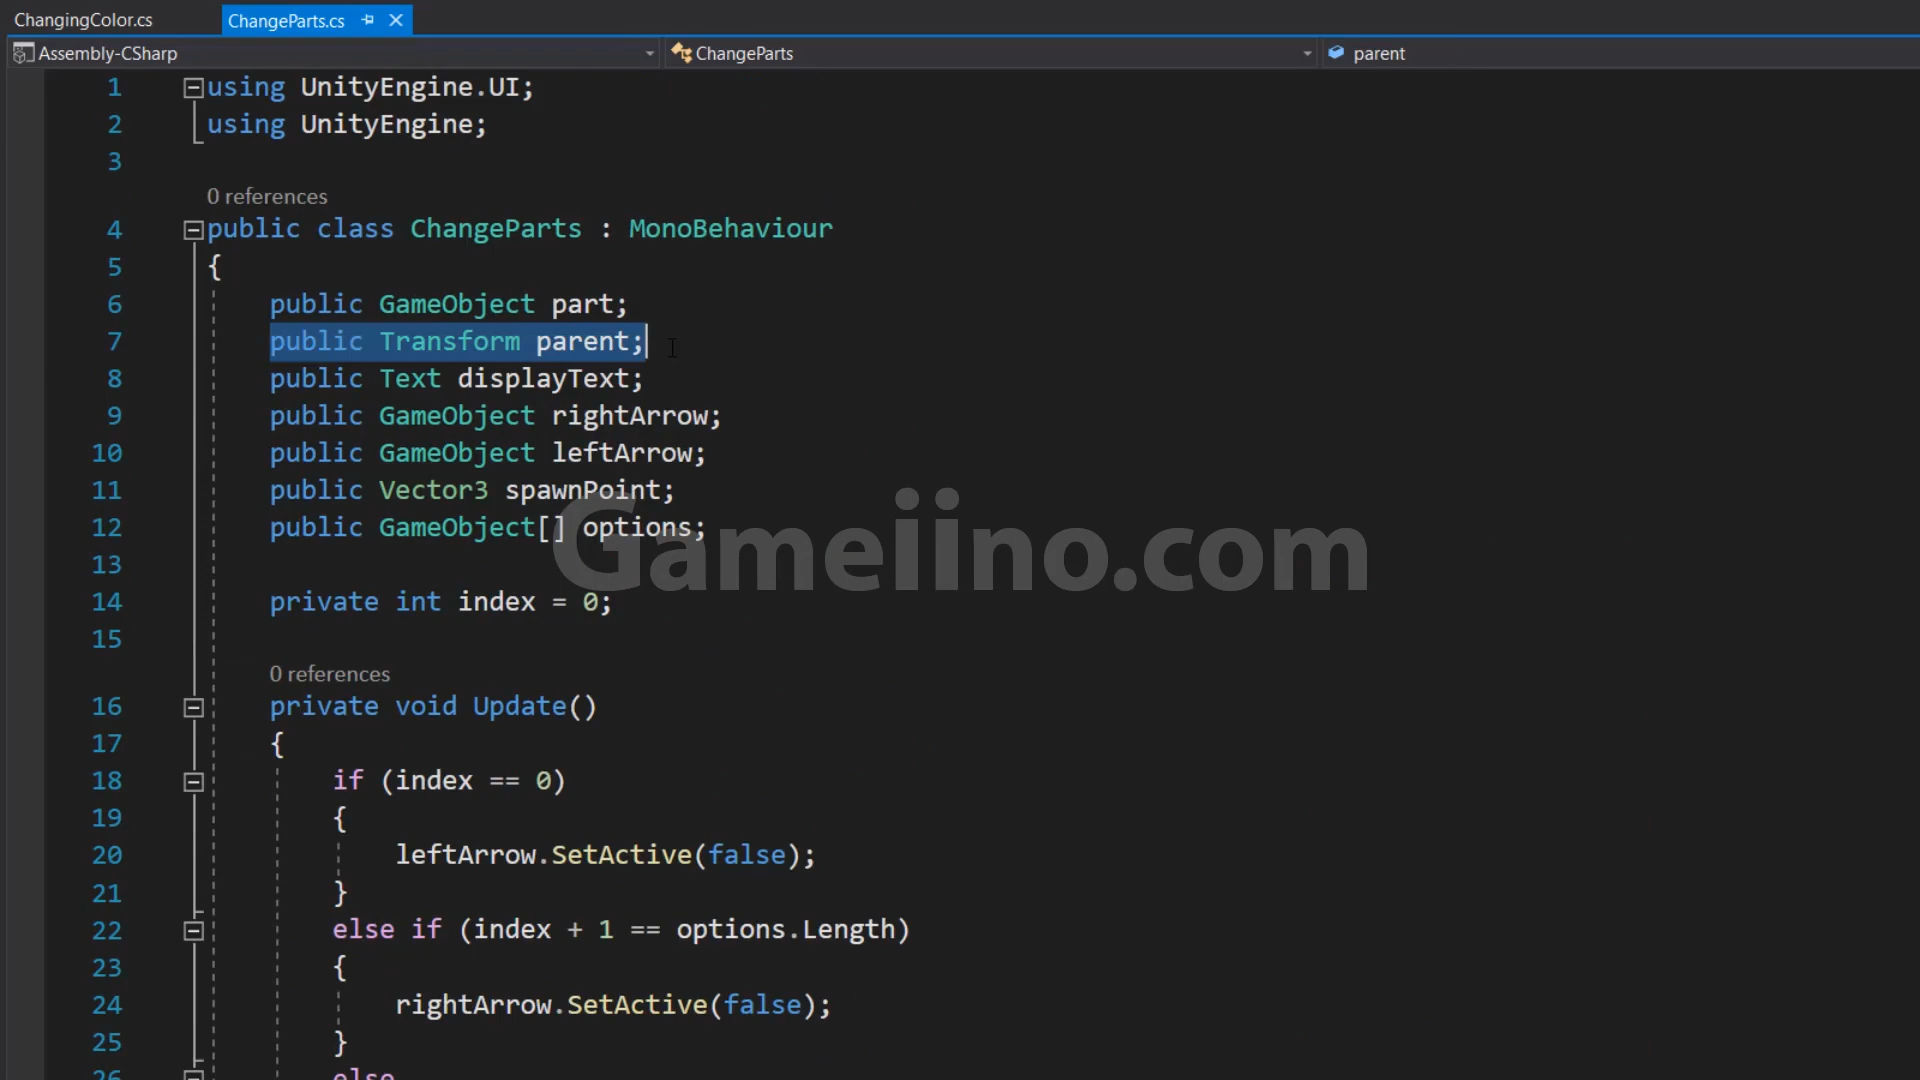 ChangingColor.cs
ChangeParts.cs
Assembly-CSharp
ChangeParts
parent
1 using UnityEngine.UI;
2 using UnityEngine;
3
0 references
4 public class ChangeParts : MonoBehaviour
5 {
6 public GameObject part;
7 public Transform parent;
8 public Text displayText;
9 public GameObject rightArrow;
10 public GameObject leftArrow;
11 public Vector3 spawnPoint;
12 public GameObject[] options;
Gameiino.com
13
14 private int index = 0;
15
0 references
16 private void Update()
17 {
18 if (index == 0)
19 {
20 leftArrow.SetActive(false);
21 }
22 else if (index + 1 == options.Length)
23 {
24 rightArrow.SetActive(false);
25 }
26 else